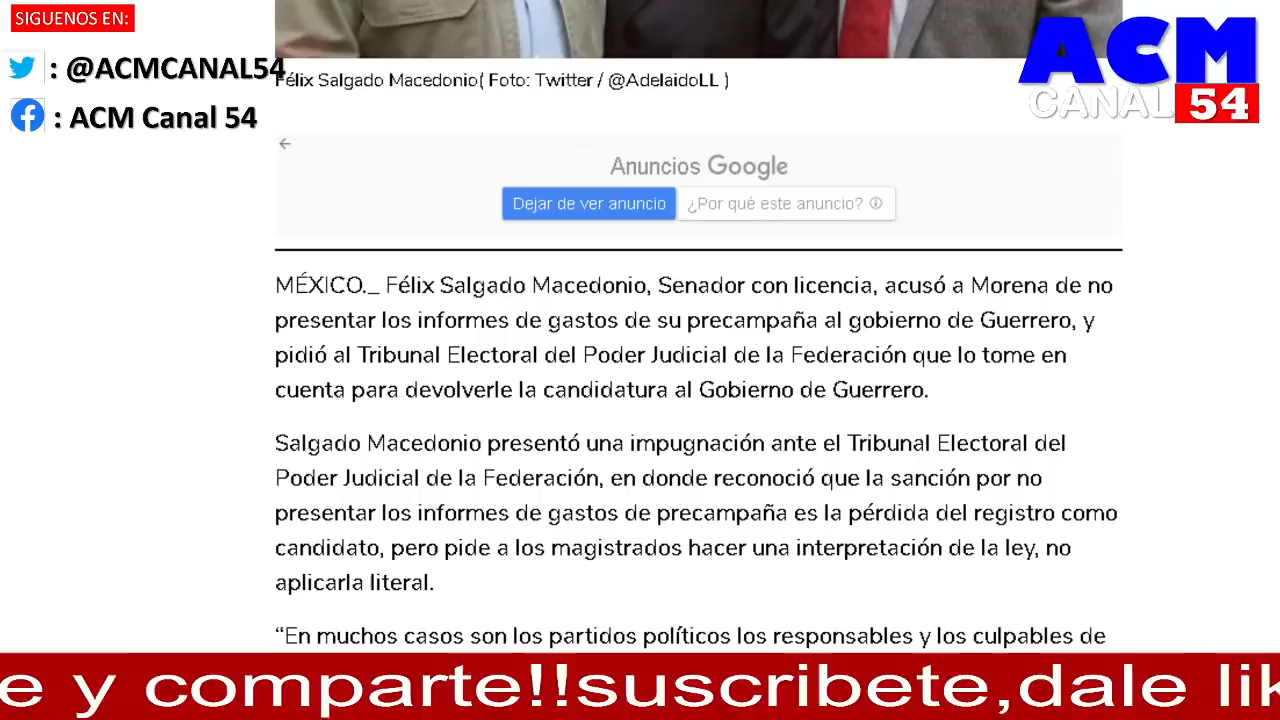 SIGUENOS EN:
: @ACMCANAL54
: ACM Canal 54
ACM
CANAL 54
Félix Salgado Macedonio( Foto: Twitter / @AdelaidoLL )
Anuncios Google
Dejar de ver anuncio
¿Por qué este anuncio?
MÉXICO._ Félix Salgado Macedonio, Senador con licencia, acusó a Morena de no
presentar los informes de gastos de su precampaña al gobierno de Guerrero, y
pidió al Tribunal Electoral del Poder Judicial de la Federación que lo tome en
cuenta para devolverle la candidatura al Gobierno de Guerrero.
Salgado Macedonio presentó una impugnación ante el Tribunal Electoral del
Poder Judicial de la Federación, en donde reconoció que la sanción por no
presentar los informes de gastos de precampaña es la pérdida del registro como
candidato, pero pide a los magistrados hacer una interpretación de la ley, no
aplicarla literal.
“En muchos casos son los partidos políticos los responsables y los culpables de
e y comparte!!suscribete,dale lik